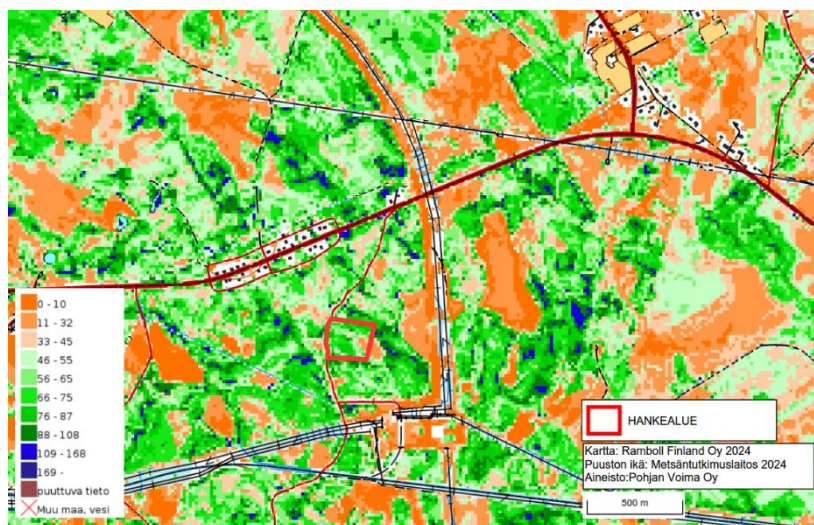 0 - 10
11 - 32
33 - 45
46 - 55
56 - 65
66 - 75
76 - 87
88 - 108
109 - 168
169 -
puuttuva tieto
Muu maa, vesi
HANKEALUE
Kartta: Ramboll Finland Oy 2024
Puuston ikä: Metsäntutkimuslaitos 2024
Aineisto:Pohjan Voima Oy
500 m